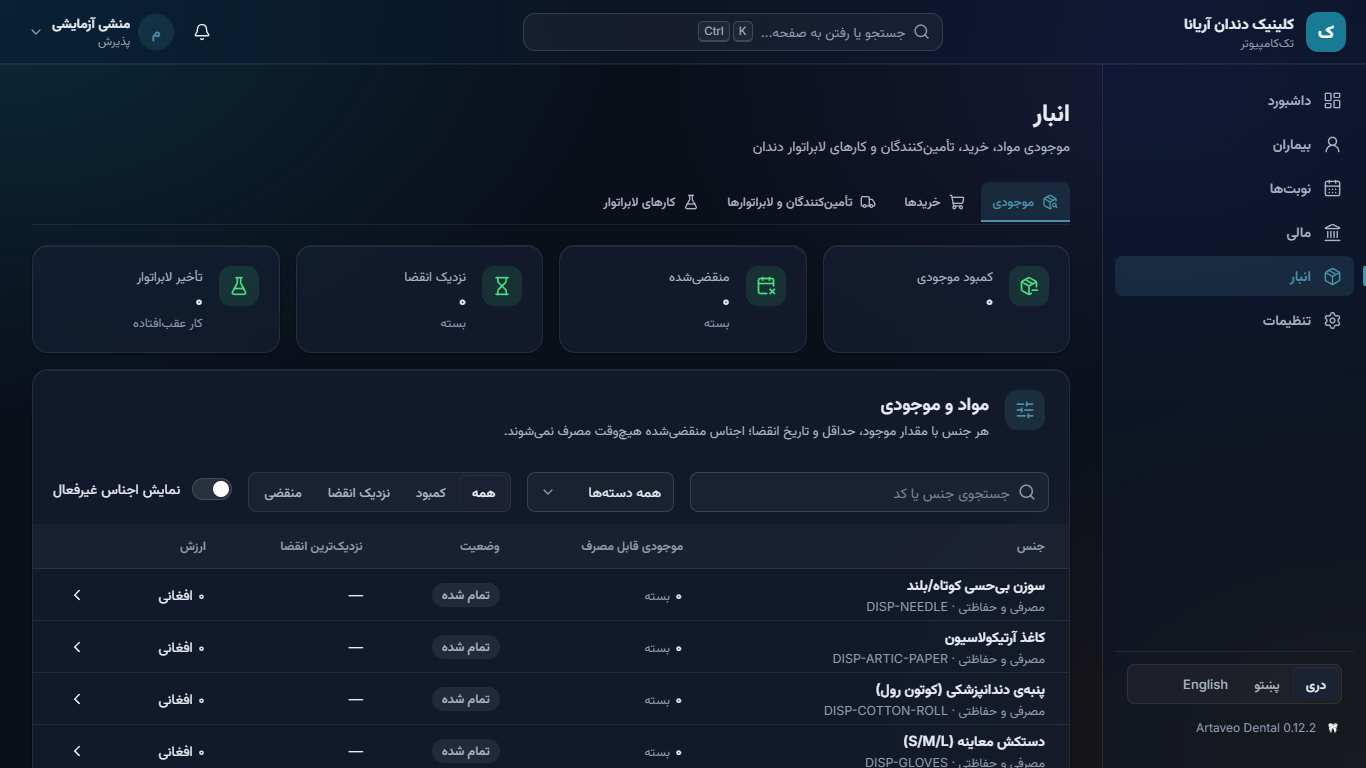 کلینیک دندان آریانا
تک‌کامپیوتر
ک
جستجو یا رفتن به صفحه...
Ctrl K
منشی آزمایشی
پذیرش
م
داشبورد
بیماران
نوبت‌ها
مالی
انبار
تنظیمات
دری
پښتو
English
Artaveo Dental 0.12.2
انبار
موجودی مواد، خرید، تأمین‌کنندگان و کارهای لابراتوار دندان
موجودی
خریدها
تأمین‌کنندگان و لابراتوارها
کارهای لابراتوار
کمبود موجودی
۰
منقضی‌شده
۰
بسته
نزدیک انقضا
۰
بسته
تأخیر لابراتوار
۰
کار عقب‌افتاده
مواد و موجودی
هر جنس با مقدار موجود، حداقل و تاریخ انقضا؛ اجناس منقضی‌شده هیچ‌وقت مصرف نمی‌شوند.
جستجوی جنس یا کد
همه دسته‌ها
همه
کمبود
نزدیک انقضا
منقضی
نمایش اجناس غیرفعال
جنس
موجودی قابل مصرف
وضعیت
نزدیک‌ترین انقضا
ارزش
سوزن بی‌حسی کوتاه/بلند
مصرفی و حفاظتی · DISP-NEEDLE
۰ بسته
تمام شده
—
۰ افغانی
کاغذ آرتیکولاسیون
مصرفی و حفاظتی · DISP-ARTIC-PAPER
۰ بسته
تمام شده
—
۰ افغانی
پنبه‌ی دندانپزشکی (کوتون رول)
مصرفی و حفاظتی · DISP-COTTON-ROLL
۰ بسته
تمام شده
—
۰ افغانی
دستکش معاینه (S/M/L)
مصرفی و حفاظتی · DISP-GLOVES
۰ بسته
تمام شده
—
۰ افغانی